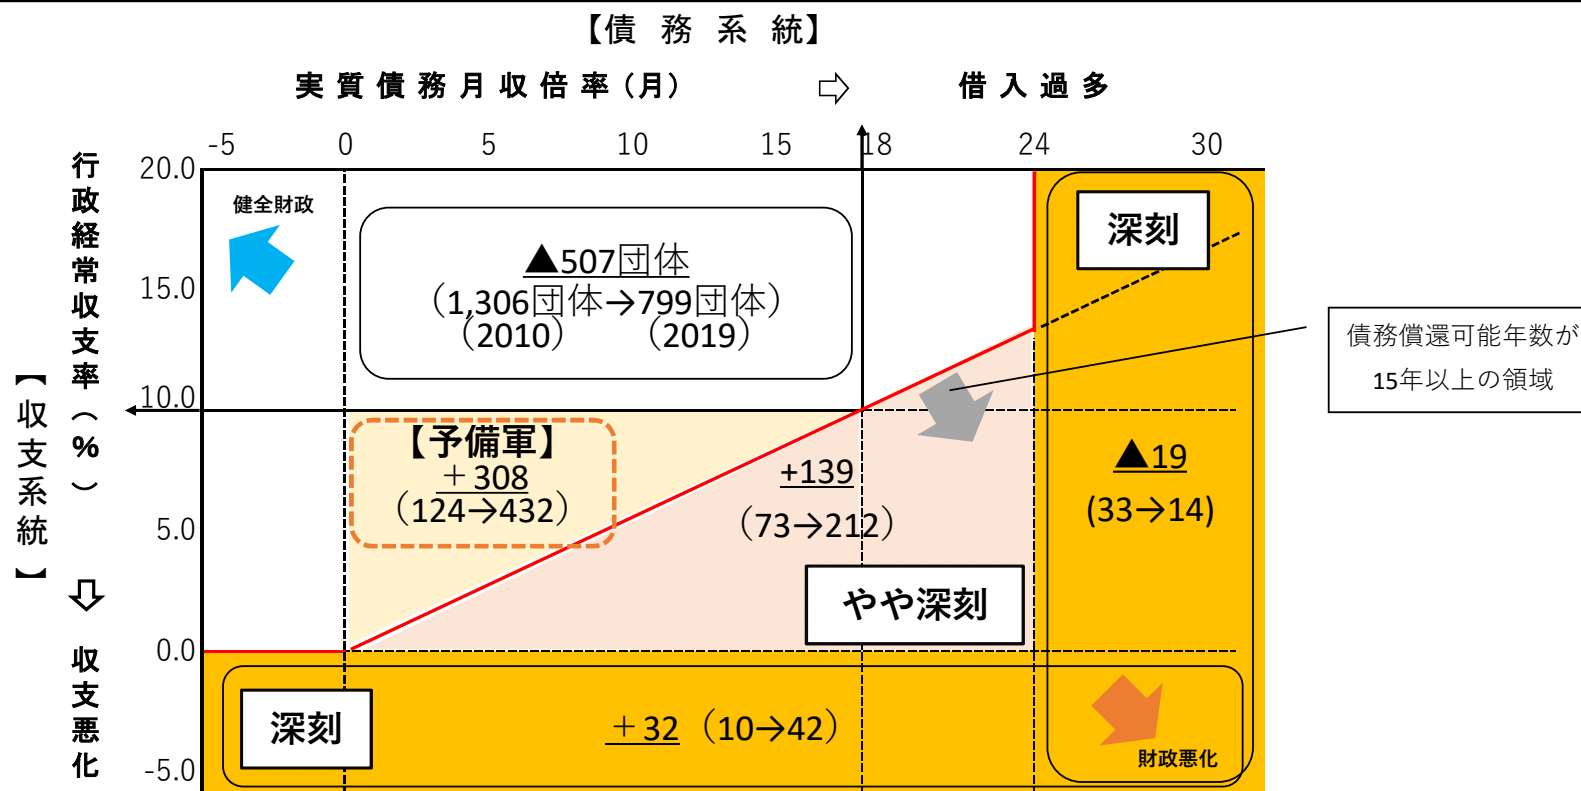 【債務系統】
実質債務月収倍率(月) ⇨ 借入過多
-5 0 5 10 15 18 24 30
【収支系統】
行政経常収支率(%) ⇩ 収支悪化
20.0
15.0
10.0
5.0
0.0
-5.0
健全財政
▲507団体
（1,306団体→799団体）
（2010） （2019）
深刻
債務償還可能年数が
15年以上の領域
【予備軍】
＋308
（124→432）
+139
（73→212）
▲19
(33→14)
やや深刻
深刻
＋32（10→42）
財政悪化